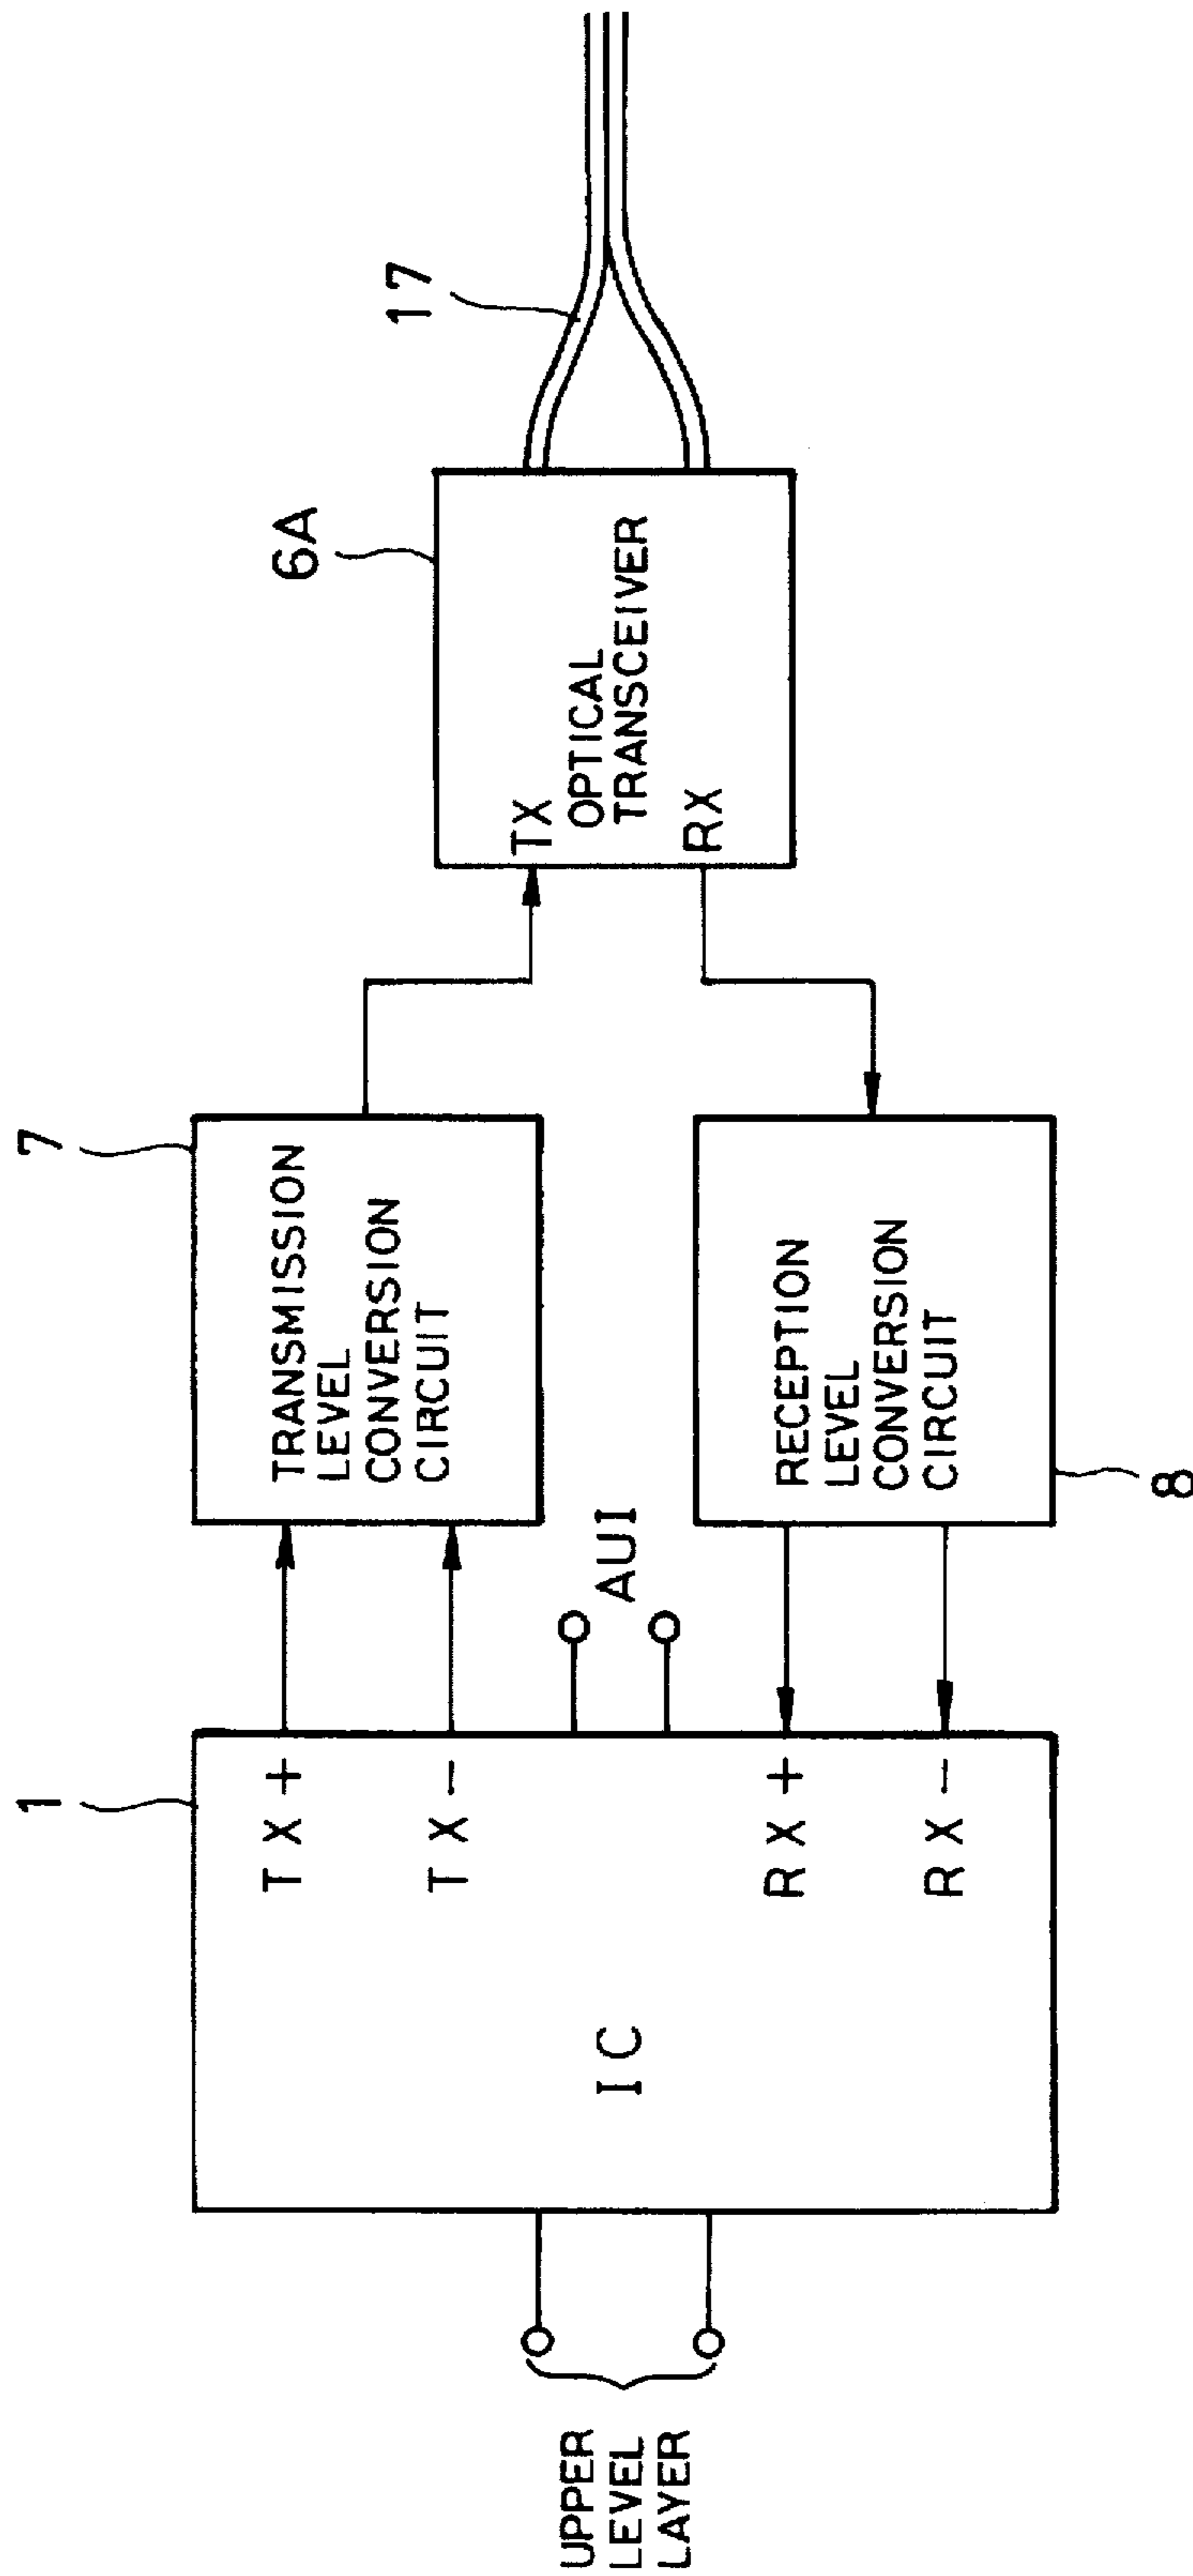 1
7
6A
17
TX+
TX-
IC
AUI
RX+
RX-
TRANSMISSION
LEVEL
CONVERSION
CIRCUIT
RECEPTION
LEVEL
CONVERSION
CIRCUIT
8
TX
OPTICAL
TRANSCEIVER
RX
UPPER
LEVEL
LAYER